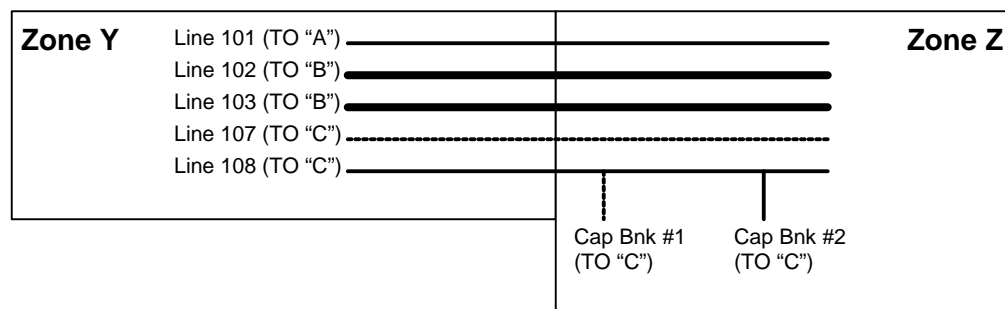 Zone Y
Zone Z
Line 101 (TO “A”)
Line 102 (TO “B”)
Line 103 (TO “B”)
Line 107 (TO “C”)
Line 108 (TO “C”)
Cap Bnk #1
(TO “C”)
Cap Bnk #2
(TO “C”)